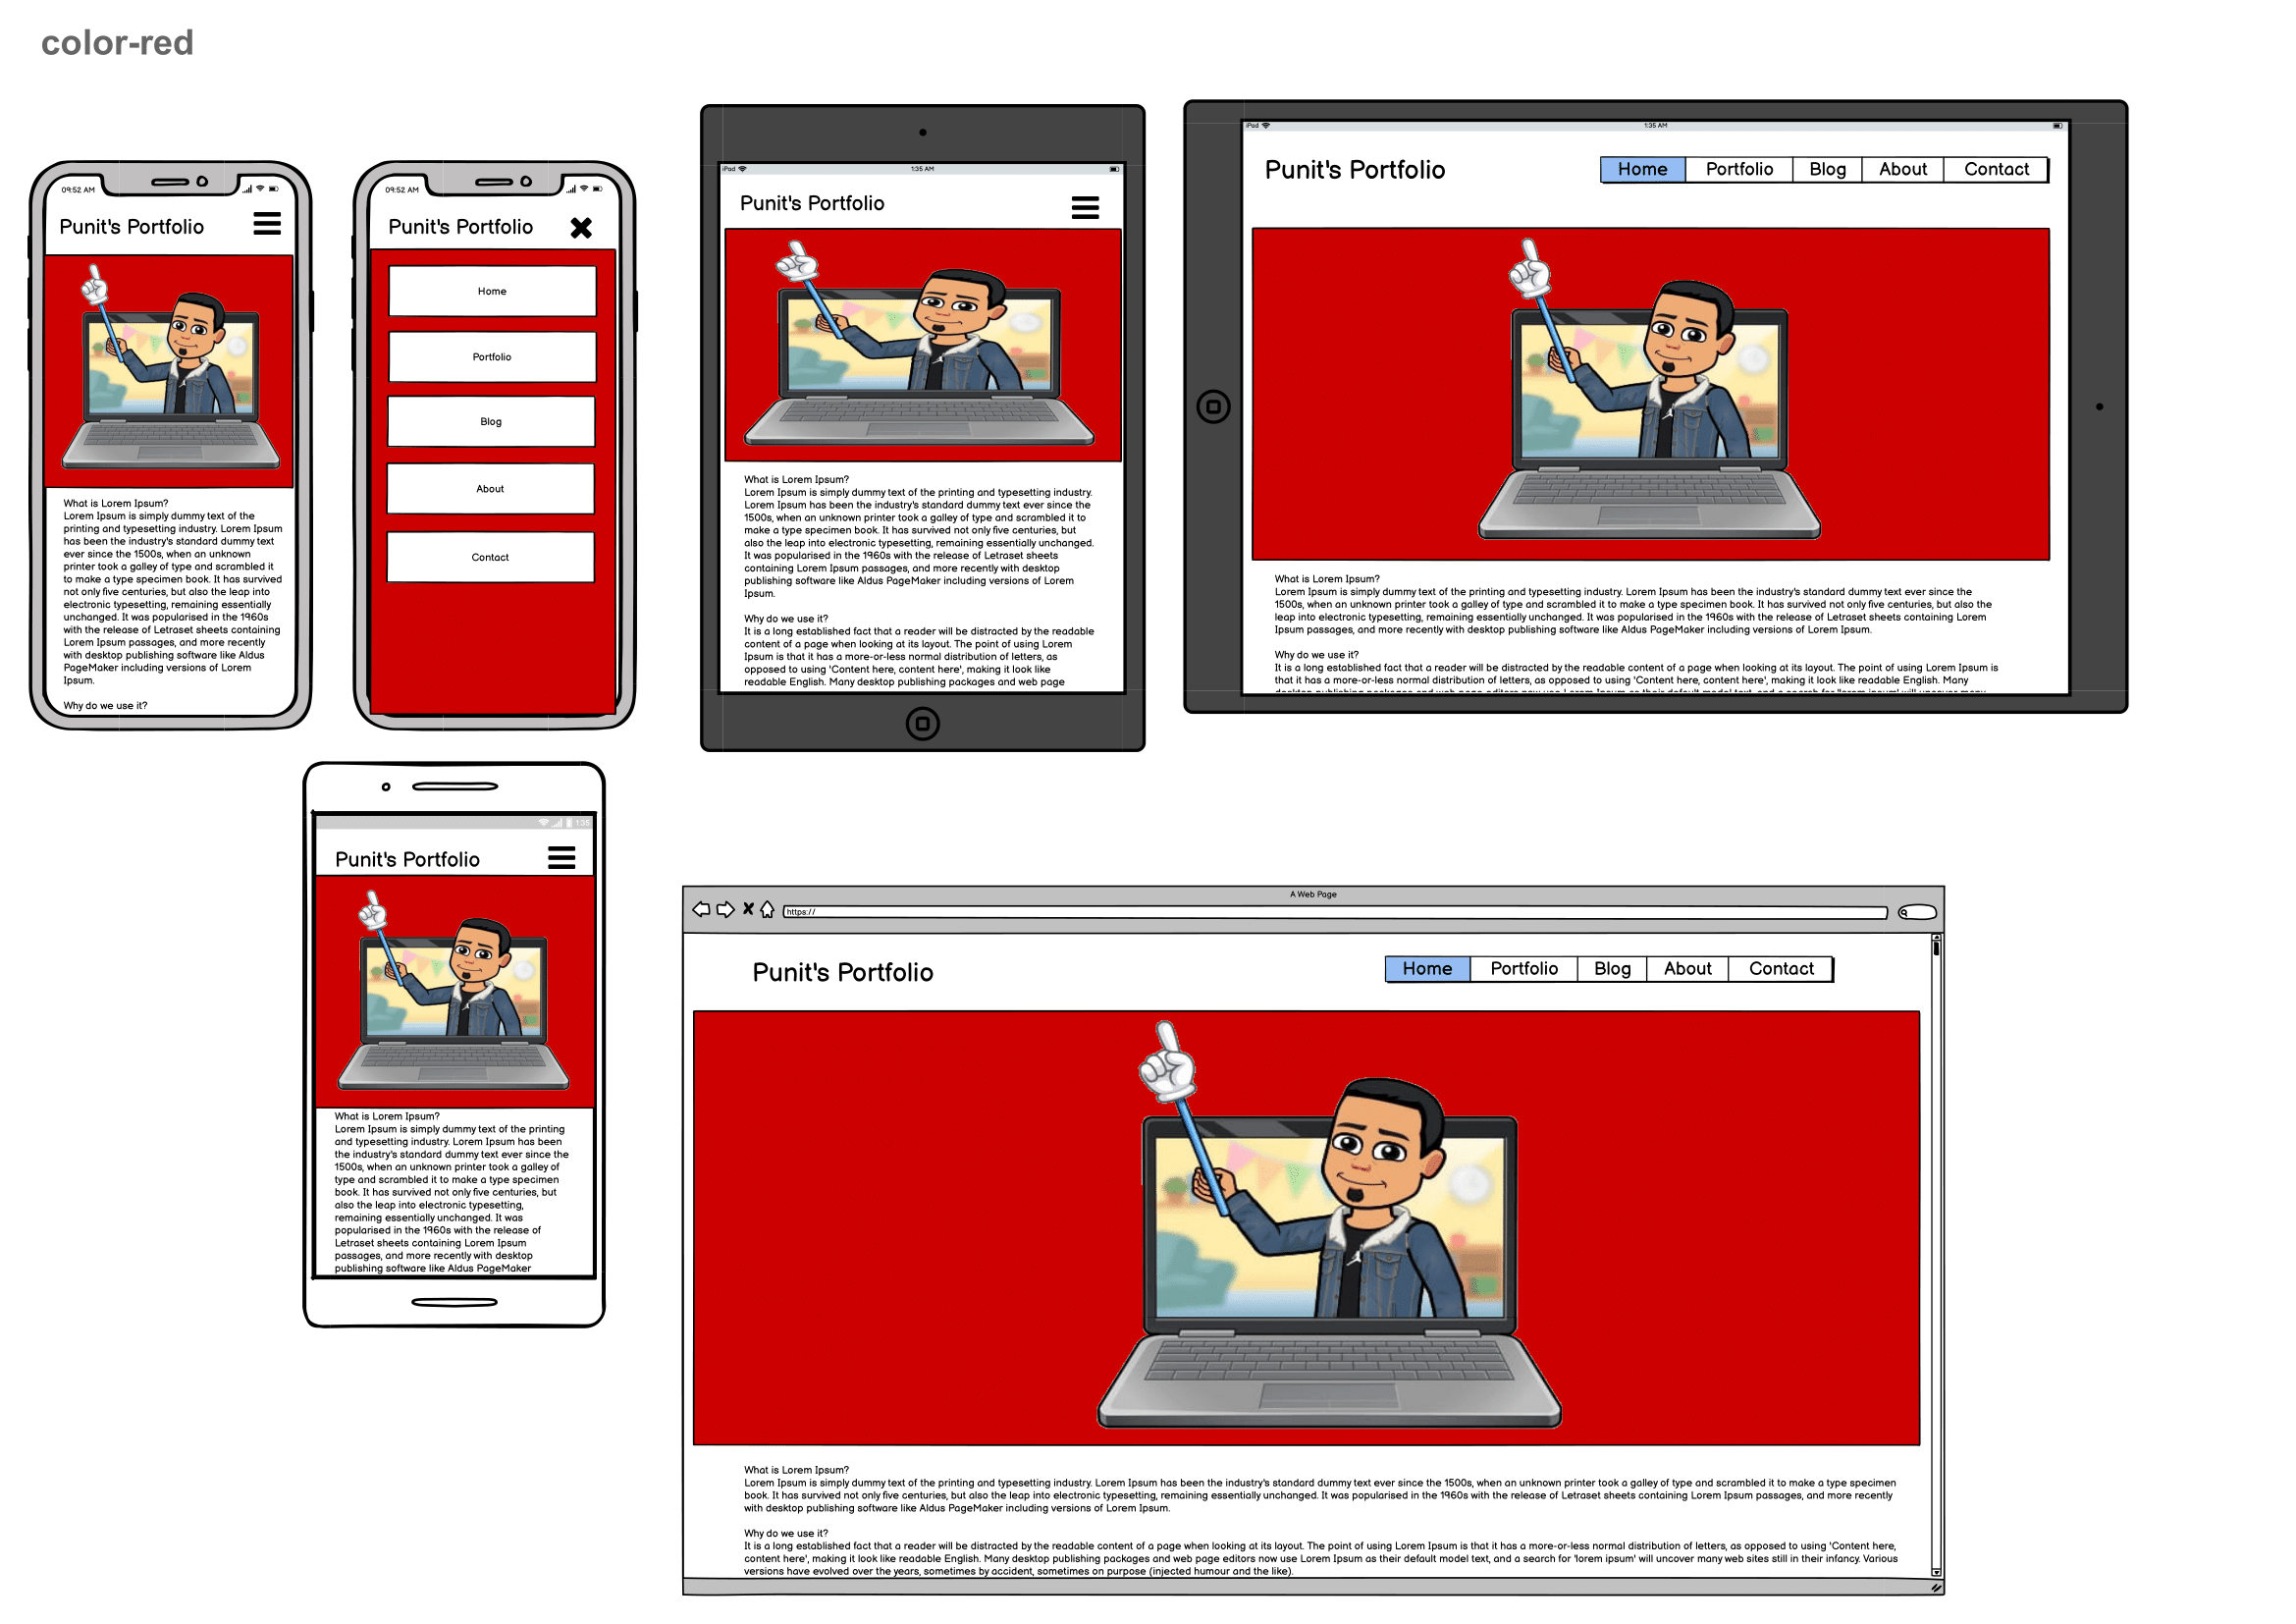 color-red
09:52 AM
Punit's Portfolio
What is Lorem Ipsum?
Lorem Ipsum is simply dummy text of the
printing and typesetting industry. Lorem Ipsum
has been the industry's standard dummy text
ever since the 1500s, when an unknown
printer took a galley of type and scrambled it
to make a type specimen book. It has survived
not only five centuries, but also the leap into
electronic typesetting, remaining essentially
unchanged. It was popularised in the 1960s
with the release of Letraset sheets containing
Lorem Ipsum passages, and more recently
with desktop publishing software like Aldus
PageMaker including versions of Lorem
Ipsum.
Why do we use it?
09:52 AM
Punit's Portfolio
Home
Portfolio
Blog
About
Contact
iPad
1:35 AM
Punit's Portfolio
What is Lorem Ipsum?
Lorem Ipsum is simply dummy text of the printing and typesetting industry.
Lorem Ipsum has been the industry's standard dummy text ever since the
1500s, when an unknown printer took a galley of type and scrambled it to
make a type specimen book. It has survived not only five centuries, but
also the leap into electronic typesetting, remaining essentially unchanged.
It was popularised in the 1960s with the release of Letraset sheets
containing Lorem Ipsum passages, and more recently with desktop
publishing software like Aldus PageMaker including versions of Lorem
Ipsum.
Why do we use it?
It is a long established fact that a reader will be distracted by the readable
content of a page when looking at its layout. The point of using Lorem
Ipsum is that it has a more-or-less normal distribution of letters, as
opposed to using 'Content here, content here', making it look like
readable English. Many desktop publishing packages and web page
iPad
1:35 AM
Punit's Portfolio
Home Portfolio Blog About Contact
What is Lorem Ipsum?
Lorem Ipsum is simply dummy text of the printing and typesetting industry. Lorem Ipsum has been the industry's standard dummy text ever since the
1500s, when an unknown printer took a galley of type and scrambled it to make a type specimen book. It has survived not only five centuries, but also the
leap into electronic typesetting, remaining essentially unchanged. It was popularised in the 1960s with the release of Letraset sheets containing Lorem
Ipsum passages, and more recently with desktop publishing software like Aldus PageMaker including versions of Lorem Ipsum.
Why do we use it?
It is a long established fact that a reader will be distracted by the readable content of a page when looking at its layout. The point of using Lorem Ipsum is
that it has a more-or-less normal distribution of letters, as opposed to using 'Content here, content here', making it look like readable English. Many
desktop publishing packages and web page editors now use Lorem Ipsum as their default model text, and a search for 'lorem ipsum' will uncover many
1:35
Punit's Portfolio
What is Lorem Ipsum?
Lorem Ipsum is simply dummy text of the printing
and typesetting industry. Lorem Ipsum has been
the industry's standard dummy text ever since the
1500s, when an unknown printer took a galley of
type and scrambled it to make a type specimen
book. It has survived not only five centuries, but
also the leap into electronic typesetting,
remaining essentially unchanged. It was
popularised in the 1960s with the release of
Letraset sheets containing Lorem Ipsum
passages, and more recently with desktop
publishing software like Aldus PageMaker
A Web Page
https://
Punit's Portfolio
Home Portfolio Blog About Contact
What is Lorem Ipsum?
Lorem Ipsum is simply dummy text of the printing and typesetting industry. Lorem Ipsum has been the industry's standard dummy text ever since the 1500s, when an unknown printer took a galley of type and scrambled it to make a type specimen
book. It has survived not only five centuries, but also the leap into electronic typesetting, remaining essentially unchanged. It was popularised in the 1960s with the release of Letraset sheets containing Lorem Ipsum passages, and more recently
with desktop publishing software like Aldus PageMaker including versions of Lorem Ipsum.
Why do we use it?
It is a long established fact that a reader will be distracted by the readable content of a page when looking at its layout. The point of using Lorem Ipsum is that it has a more-or-less normal distribution of letters, as opposed to using 'Content here,
content here', making it look like readable English. Many desktop publishing packages and web page editors now use Lorem Ipsum as their default model text, and a search for 'lorem ipsum' will uncover many web sites still in their infancy. Various
versions have evolved over the years, sometimes by accident, sometimes on purpose (injected humour and the like).